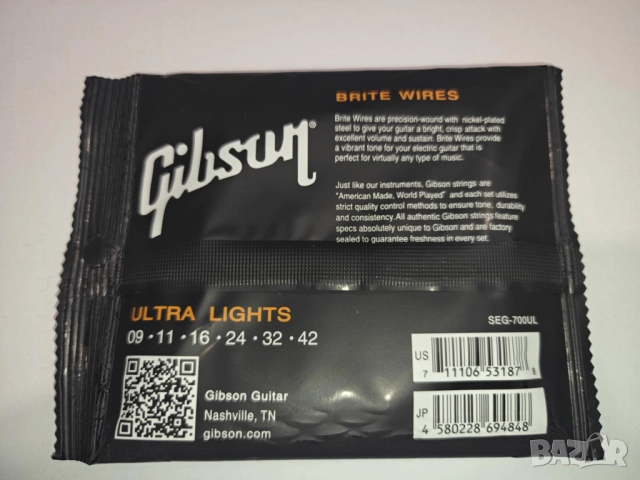 Gibson®
BRITE WIRES
Brite Wires are precision-wound with nickel-plated
steel to give your guitar a bright, crisp attack with
excellent volume and sustain. Brite Wires provide
a vibrant tone for your electric guitar that is
perfect for virtually any type of music.
Just like our instruments, Gibson strings are
"American Made, World Played" and each set utilizes
strict quality control methods to ensure tone, durability
and consistency. All authentic Gibson strings feature
specs absolutely unique to Gibson and are factory
sealed to guarantee freshness in every set.
ULTRA LIGHTS
09 • 11 • 16 • 24 • 32 • 42
SEG-700UL
US
7 11106 53187 8
JP
4 580228 694848
Gibson Guitar
Nashville, TN
gibson.com
BAZAR
bg